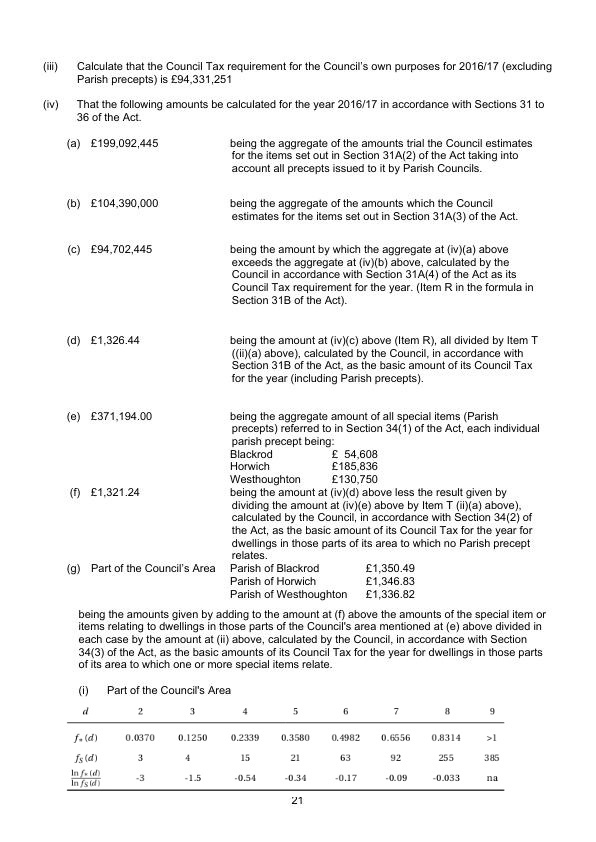 (iii) Calculate that the Council Tax requirement for the Council's own purposes for 2016/17 (excluding
Parish precepts) is £94,331,251
(iv) That the following amounts be calculated for the year 2016/17 in accordance with Sections 31 to
36 of the Act.
(a) £199,092,445 being the aggregate of the amounts trial the Council estimates
for the items set out in Section 31A(2) of the Act taking into
account all precepts issued to it by Parish Councils.
(b) £104,390,000 being the aggregate of the amounts which the Council
estimates for the items set out in Section 31A(3) of the Act.
(c) £94,702,445 being the amount by which the aggregate at (iv)(a) above
exceeds the aggregate at (iv)(b) above, calculated by the
Council in accordance with Section 31A(4) of the Act as its
Council Tax requirement for the year. (Item R in the formula in
Section 31B of the Act).
(d) £1,326.44 being the amount at (iv)(c) above (Item R), all divided by Item T
((ii)(a) above), calculated by the Council, in accordance with
Section 31B of the Act, as the basic amount of its Council Tax
for the year (including Parish precepts).
(e) £371,194.00 being the aggregate amount of all special items (Parish
precepts) referred to in Section 34(1) of the Act, each individual
parish precept being:
Blackrod £ 54,608
Horwich £185,836
Westhoughton £130,750
(f) £1,321.24 being the amount at (iv)(d) above less the result given by
dividing the amount at (iv)(e) above by Item T (ii)(a) above),
calculated by the Council, in accordance with Section 34(2) of
the Act, as the basic amount of its Council Tax for the year for
dwellings in those parts of its area to which no Parish precept
relates.
(g) Part of the Council's Area Parish of Blackrod £1,350.49
Parish of Horwich £1,346.83
Parish of Westhoughton £1,336.82
being the amounts given by adding to the amount at (f) above the amounts of the special item or
items relating to dwellings in those parts of the Council's area mentioned at (e) above divided in
each case by the amount at (ii) above, calculated by the Council, in accordance with Section
34(3) of the Act, as the basic amounts of its Council Tax for the year for dwellings in those parts
of its area to which one or more special items relate.
(i) Part of the Council's Area
d 2 3 4 5 6 7 8 9
f*(d) 0.0370 0.1250 0.2339 0.3580 0.4982 0.6556 0.8314 >1
fS(d) 3 4 15 21 63 92 255 385
ln f*(d) / ln fS(d) -3 -1.5 -0.54 -0.34 -0.17 -0.09 -0.033 na
21